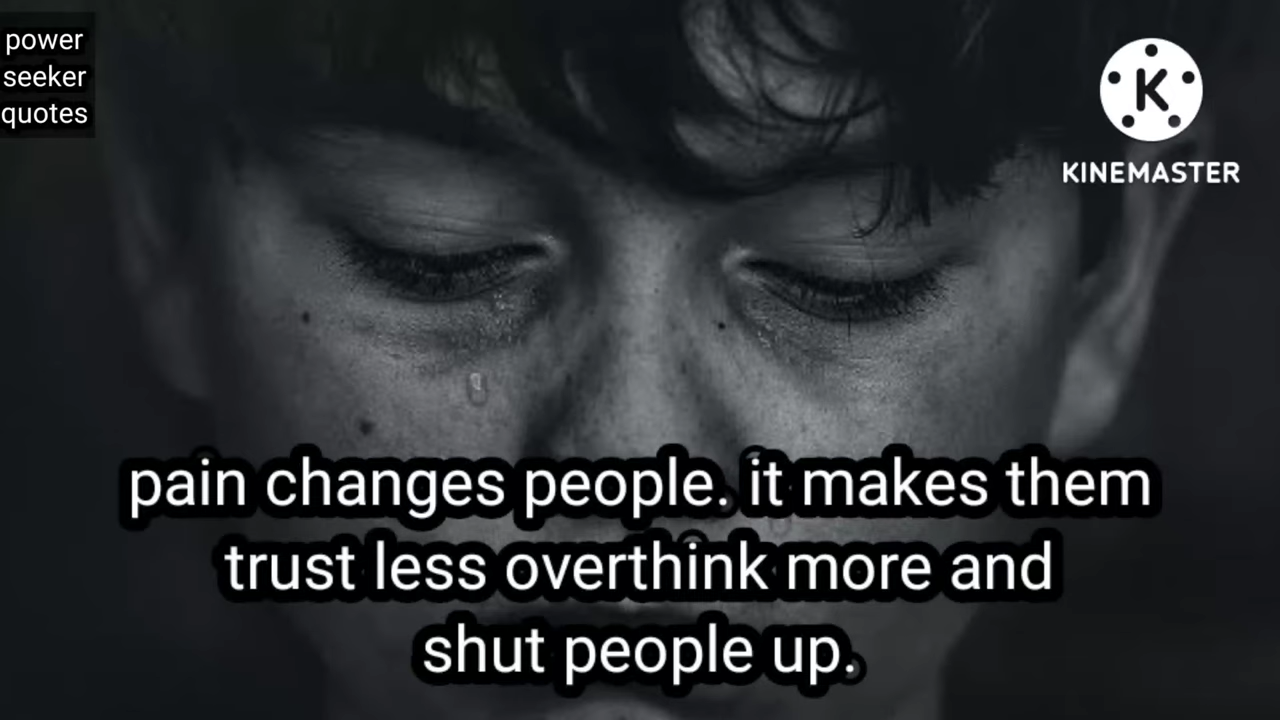 power
seeker
quotes
K
KINEMASTER
pain changes people. it makes them
trust less overthink more and
shut people up.